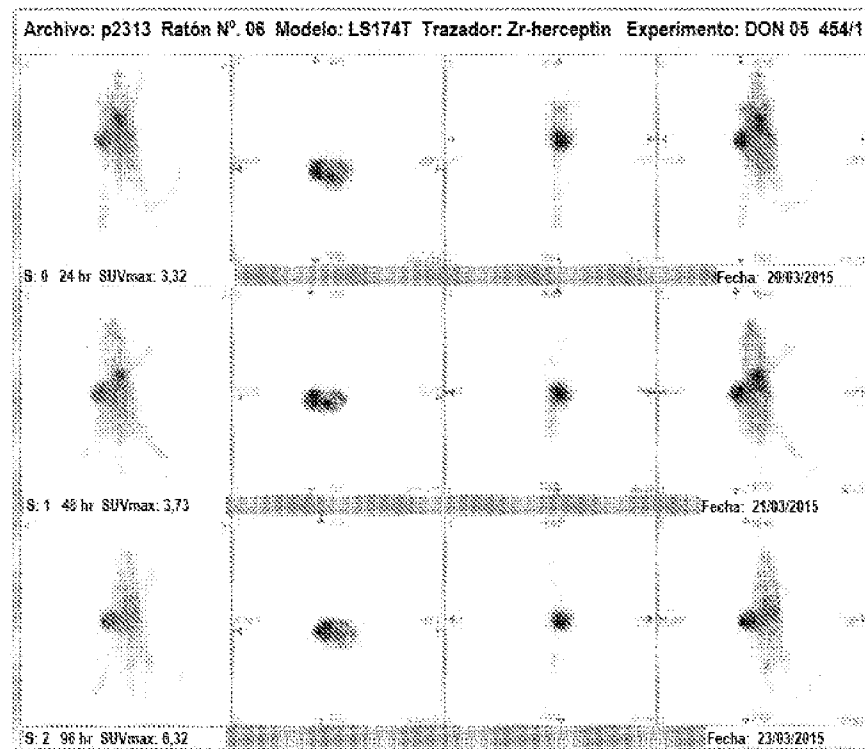 Archivo: p2313 Ratón Nº. 06 Modelo: LS174T Trazador: Zr-herceptin Experimento: DON 05 454/1
S: 0 24 hr SUVmax: 3,32 Fecha: 20/03/2015
S: 1 48 hr SUVmax: 3,73 Fecha: 21/03/2015
S: 2 96 hr SUVmax: 6,32 Fecha: 23/03/2015